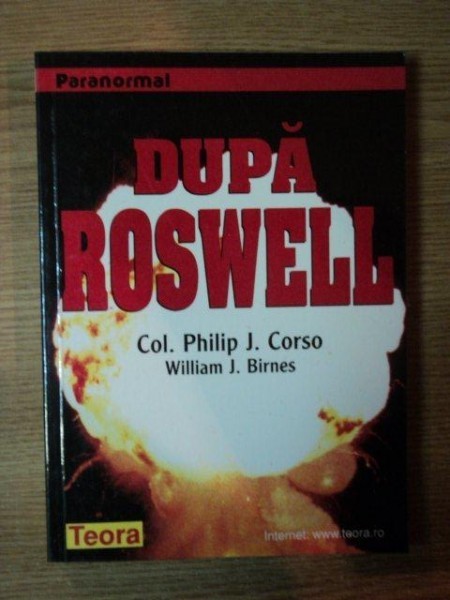 Paranormal
DUPĂ
ROSWELL
Col. Philip J. Corso
William J. Birnes
Teora
Internet: www.teora.ro